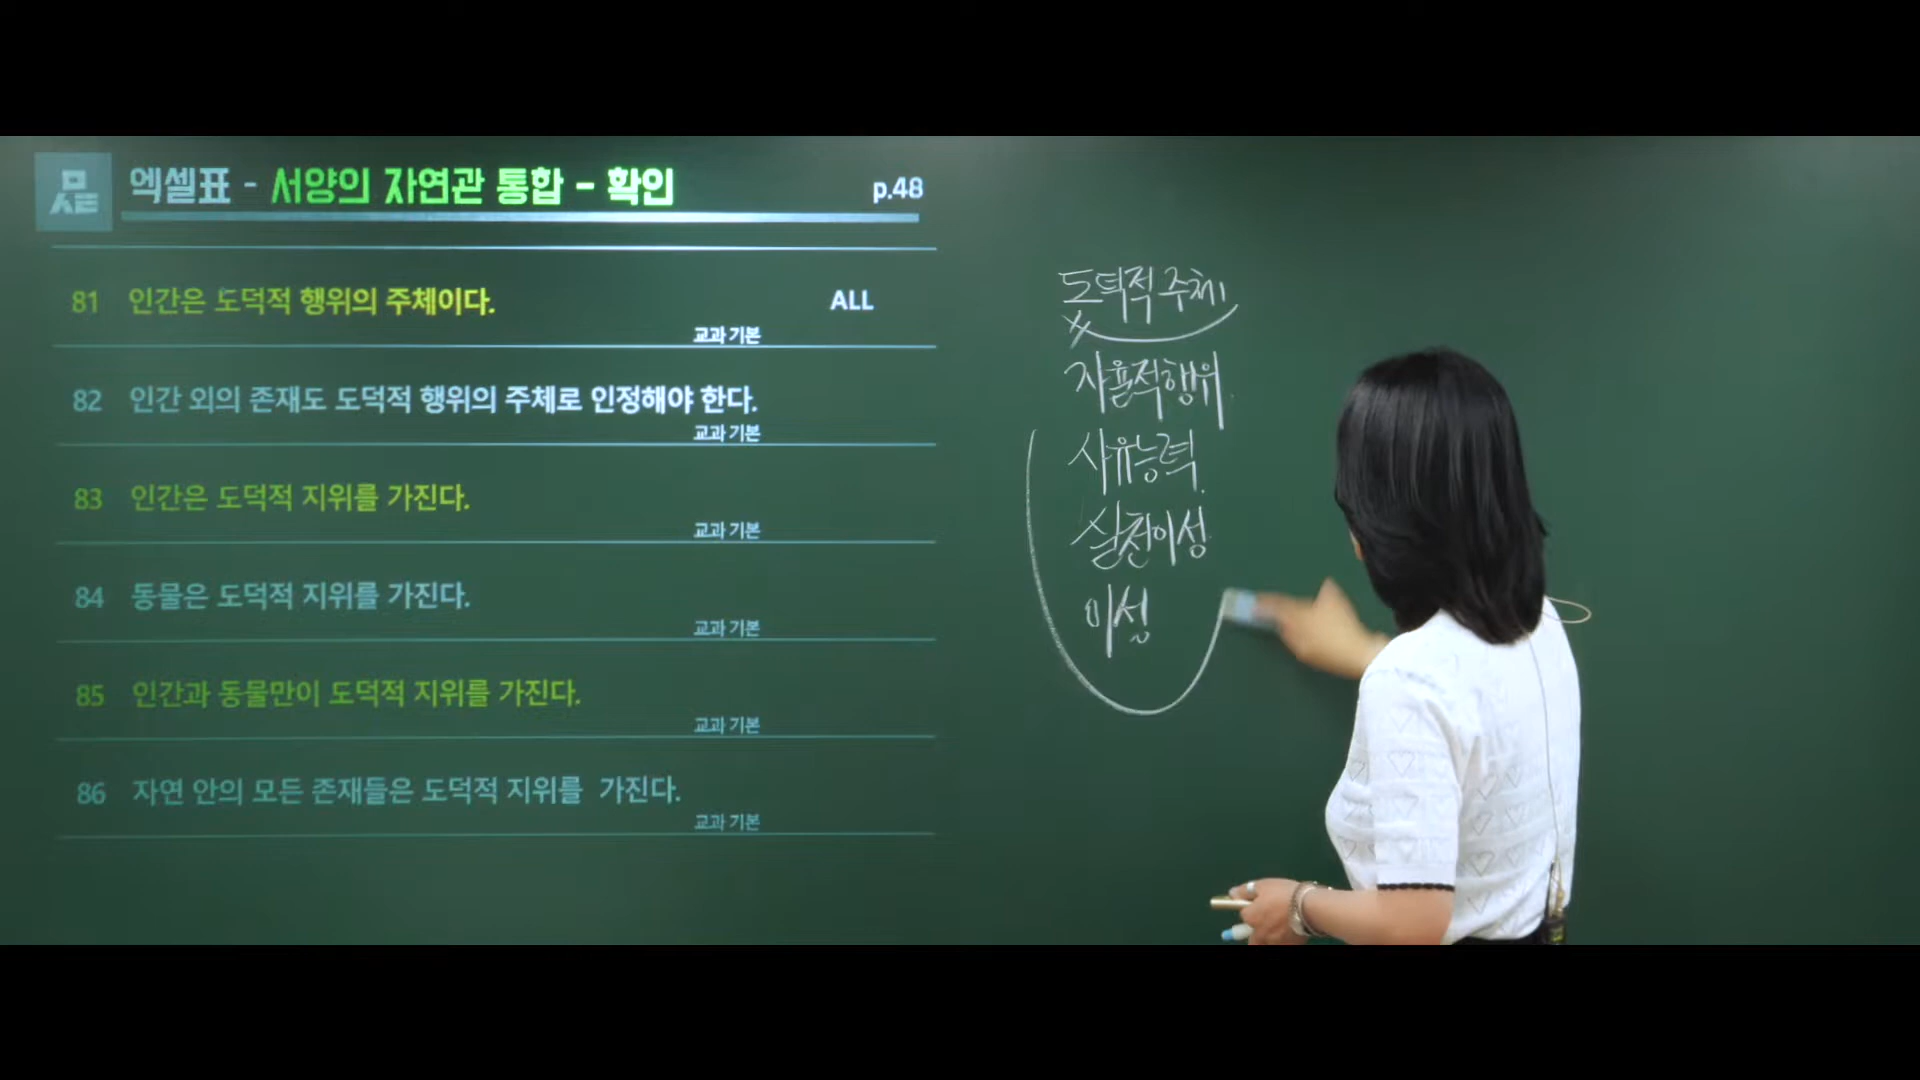 엑셀표 - 서양의 자연관 통합 - 확인 p.48
81 인간은 도덕적 행위의 주체이다. ALL
교과 기본
82 인간 외의 존재도 도덕적 행위의 주체로 인정해야 한다.
교과 기본
83 인간은 도덕적 지위를 가진다.
교과 기본
84 동물은 도덕적 지위를 가진다.
교과 기본
85 인간과 동물만이 도덕적 지위를 가진다.
교과 기본
86 자연 안의 모든 존재들은 도덕적 지위를 가진다.
교과 기본
도덕적 주체
자율적 행위
사유능력
실천이성
이성